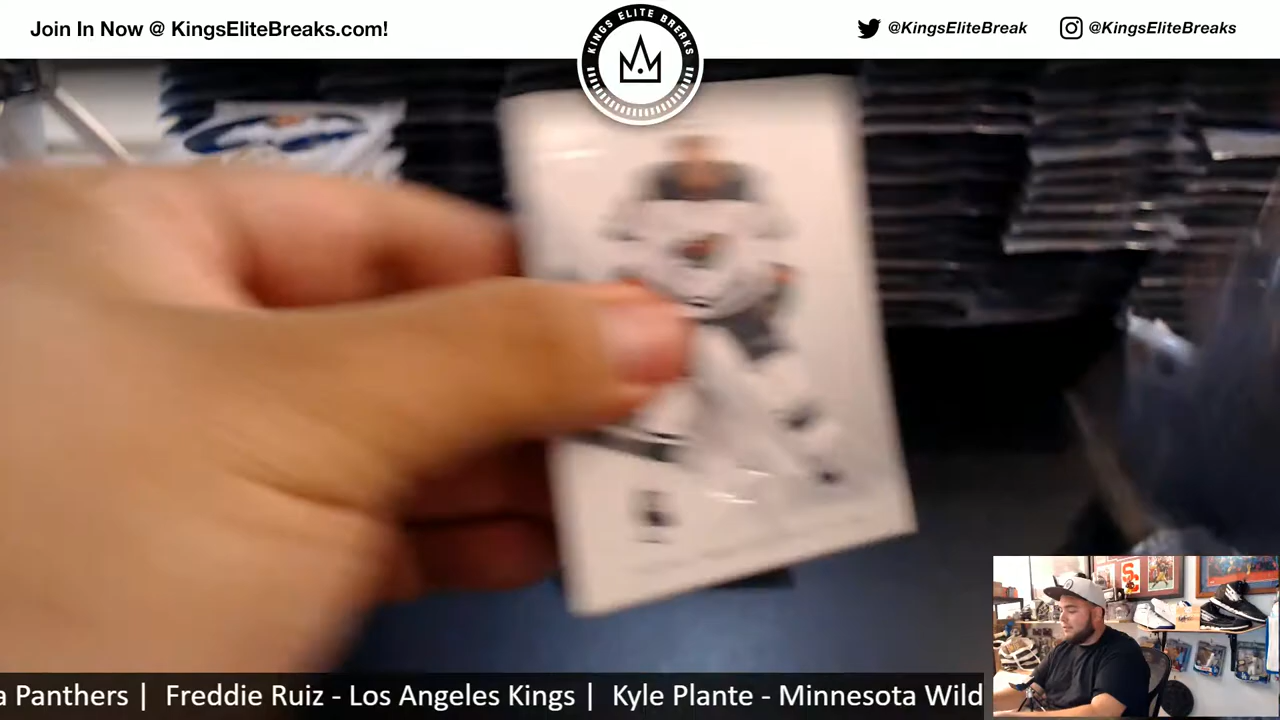 Join In Now @ KingsEliteBreaks.com!
KINGS ELITE BREAKS
@KingsEliteBreak
@KingsEliteBreaks
a Panthers | Freddie Ruiz - Los Angeles Kings | Kyle Plante - Minnesota Wild